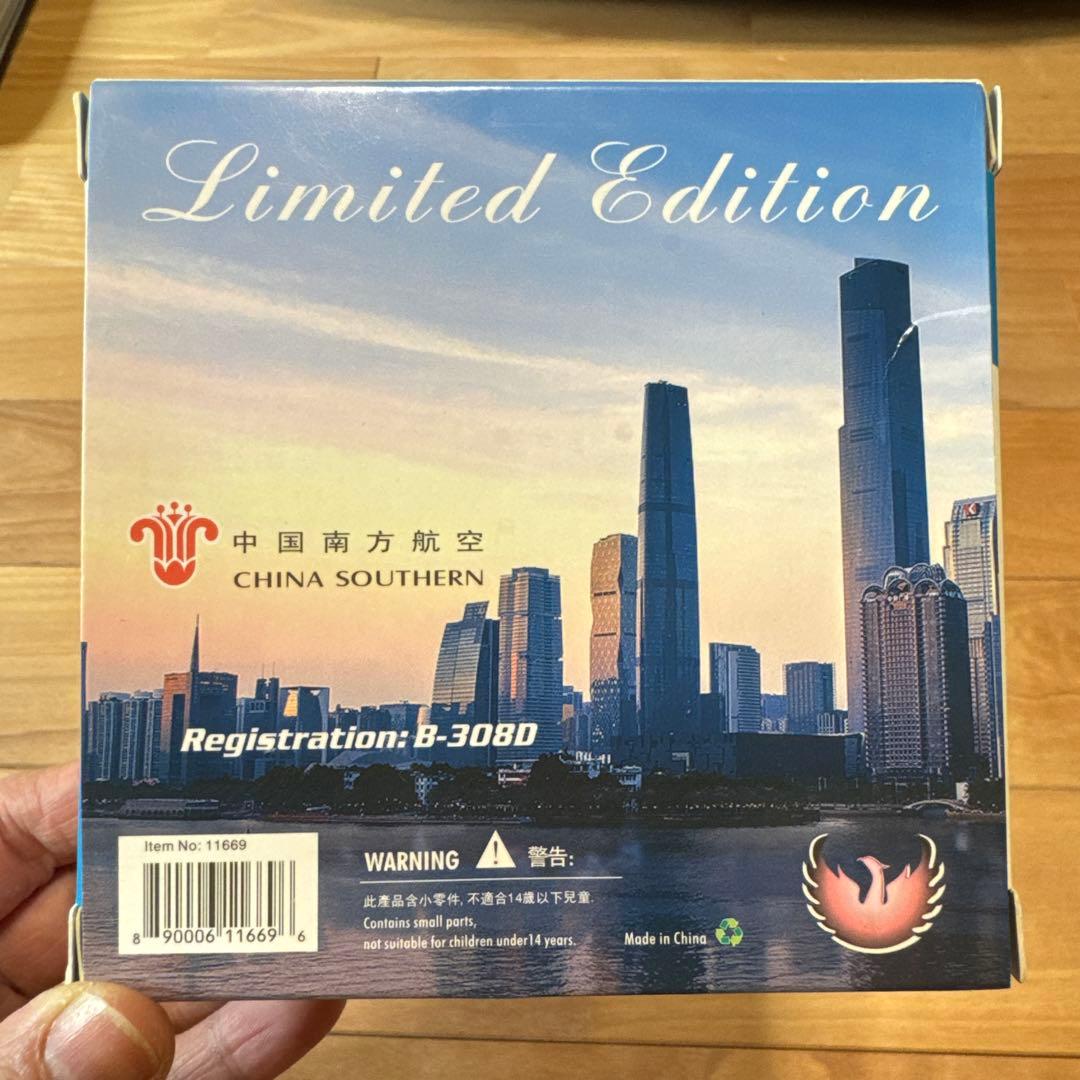 Limited Edition
中国南方航空
CHINA SOUTHERN
Registration: B-308D
Item No: 11669
8 90006 11669 6
WARNING 警告:
此產品含小零件, 不適合14歲以下兒童.
Contains small parts,
not suitable for children under14 years.
Made in China